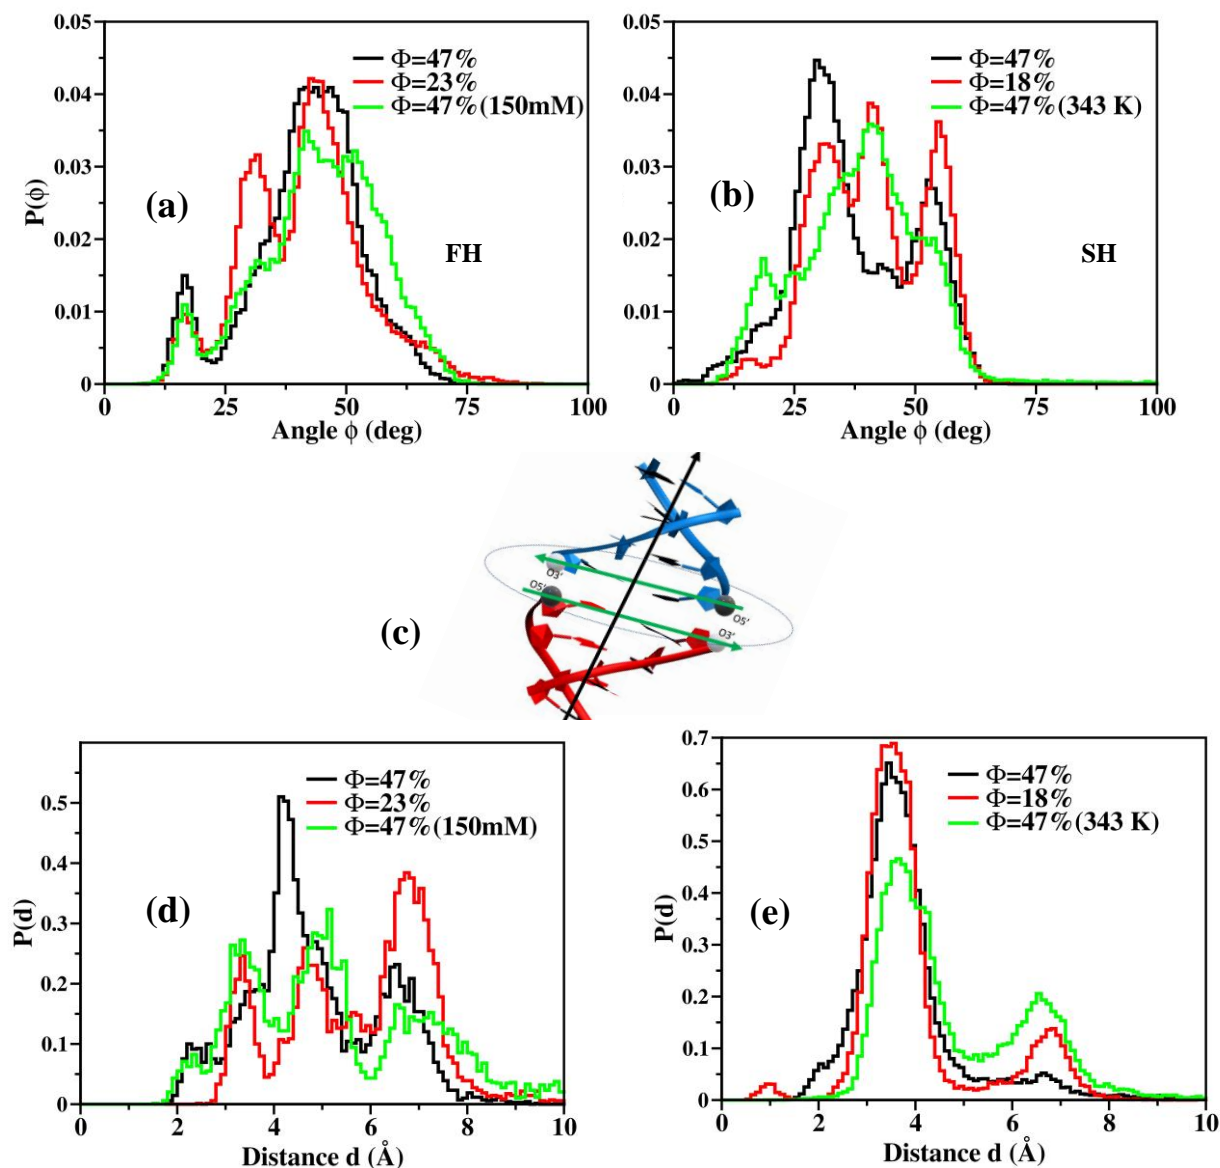 0.05
0.04
0.03
0.02
0.01
0
P(ϕ)
Φ=47%
Φ=23%
Φ=47%(150mM)
(a)
FH
0 25 50 75 100
Angle ϕ (deg)
0.05
0.04
0.03
0.02
0.01
0
Φ=47%
Φ=18%
Φ=47%(343 K)
(b)
SH
0 25 50 75 100
Angle ϕ (deg)
(c)
O3'
O5'
O5'
O3'
0.5
0.4
0.3
0.2
0.1
0
P(d)
Φ=47%
Φ=23%
Φ=47%(150mM)
(d)
0 2 4 6 8 10
Distance d (Å)
0.7
0.6
0.5
0.4
0.3
0.2
0.1
0
P(d)
Φ=47%
Φ=18%
Φ=47%(343 K)
(e)
0 2 4 6 8 10
Distance d (Å)